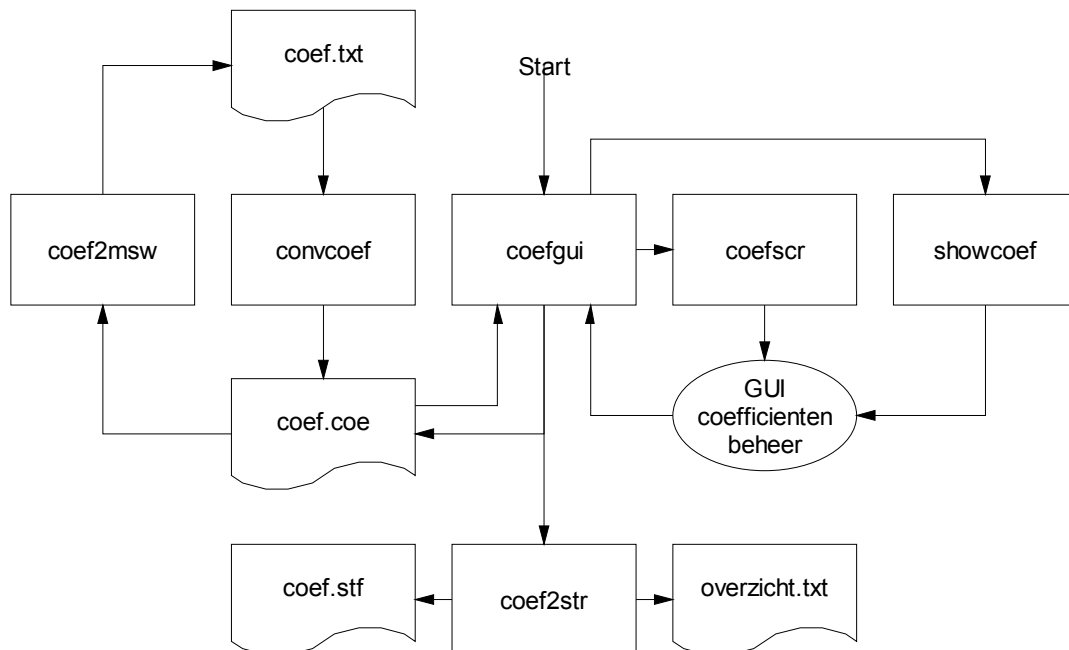 coef.txt
Start
coef2msw
convcoef
coefgui
coefscr
showcoef
coef.coe
GUI
coefficienten
beheer
coef.stf
coef2str
overzicht.txt